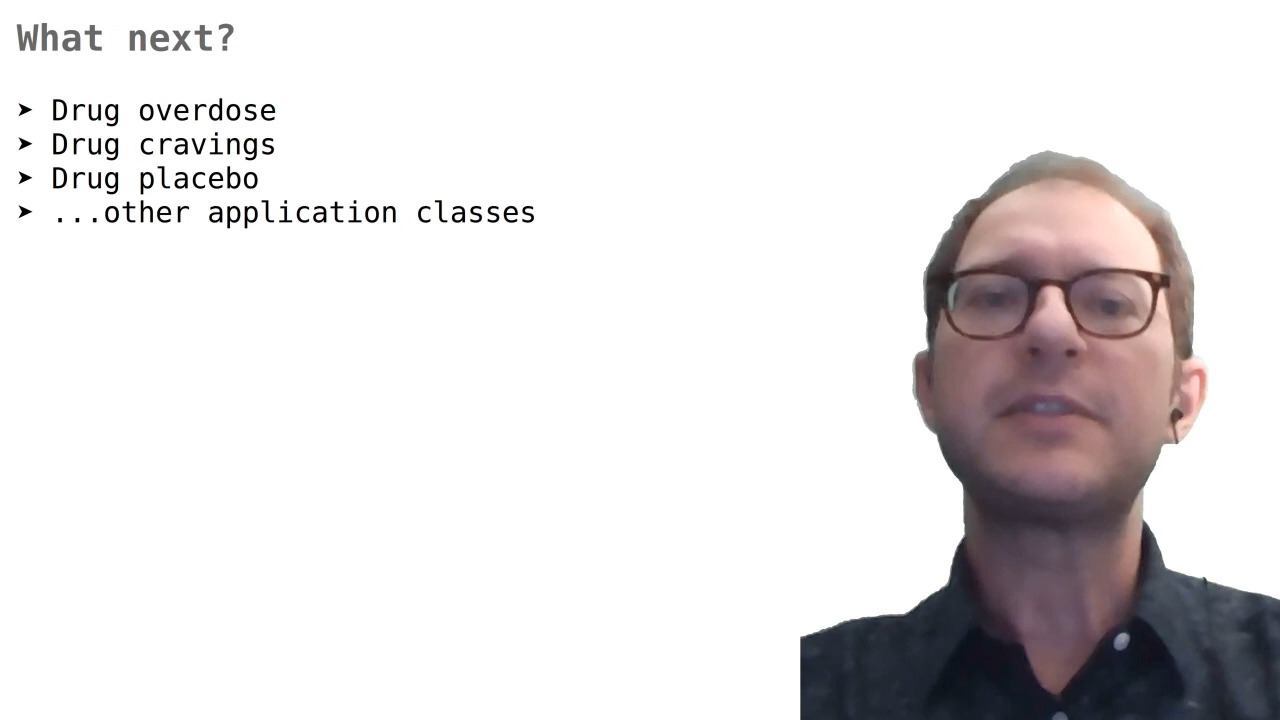 What next?
➤ Drug overdose
➤ Drug cravings
➤ Drug placebo
➤ ...other application classes